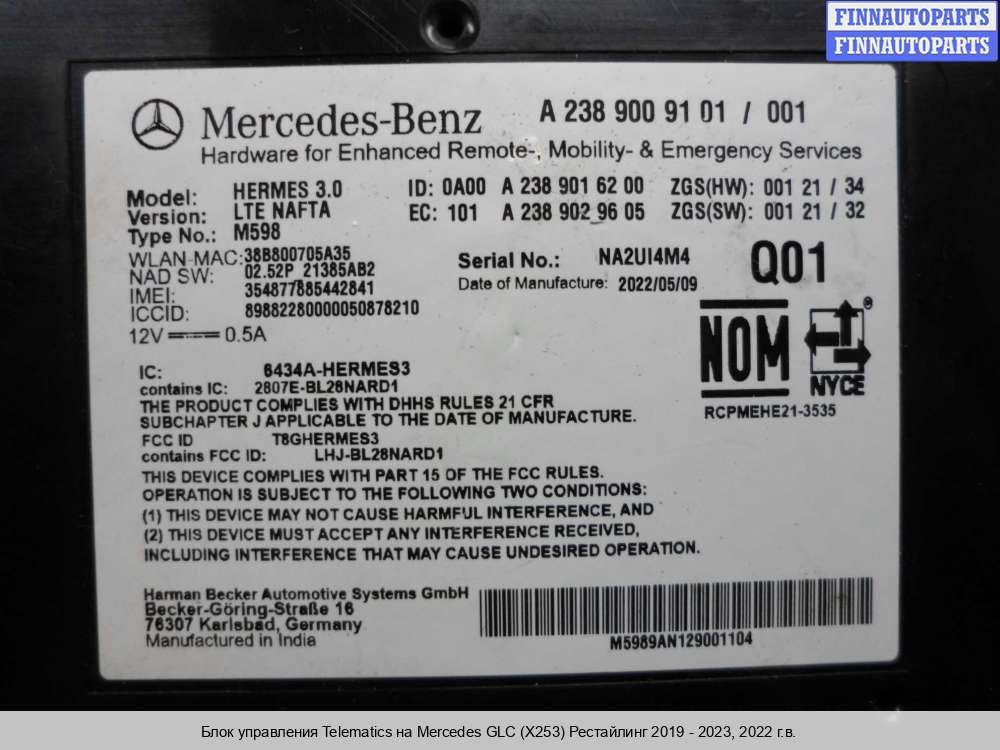 FINNAUTOPARTS
FINNAUTOPARTS
Mercedes-Benz A 238 900 91 01 / 001
Hardware for Enhanced Remote-, Mobility- & Emergency Services
Model: HERMES 3.0 ID: 0A00 A 238 901 62 00 ZGS(HW): 001 21 / 34
Version: LTE NAFTA EC: 101 A 238 902 96 05 ZGS(SW): 001 21 / 32
Type No.: M598
WLAN-MAC: 38B800705A35 Serial No.: NA2UI4M4 Q01
NAD SW: 02.52P_21385AB2 Date of Manufacture: 2022/05/09
IMEI: 354877885442841
ICCID: 89882280000050878210
12V 0.5A
NOM NYCE ®
RCPMEHE21-3535
IC: 6434A-HERMES3
contains IC: 2807E-BL28NARD1
THE PRODUCT COMPLIES WITH DHHS RULES 21 CFR
SUBCHAPTER J APPLICABLE TO THE DATE OF MANUFACTURE.
FCC ID T8GHERMES3
contains FCC ID: LHJ-BL28NARD1
THIS DEVICE COMPLIES WITH PART 15 OF THE FCC RULES.
OPERATION IS SUBJECT TO THE FOLLOWING TWO CONDITIONS:
(1) THIS DEVICE MAY NOT CAUSE HARMFUL INTERFERENCE, AND
(2) THIS DEVICE MUST ACCEPT ANY INTERFERENCE RECEIVED,
INCLUDING INTERFERENCE THAT MAY CAUSE UNDESIRED OPERATION.
Harman Becker Automotive Systems GmbH
Becker-Göring-Straße 16
76307 Karlsbad, Germany
Manufactured in India
M5989AN129001104
Блок управления Telematics на Mercedes GLC (X253) Рестайлинг 2019 - 2023, 2022 г.в.